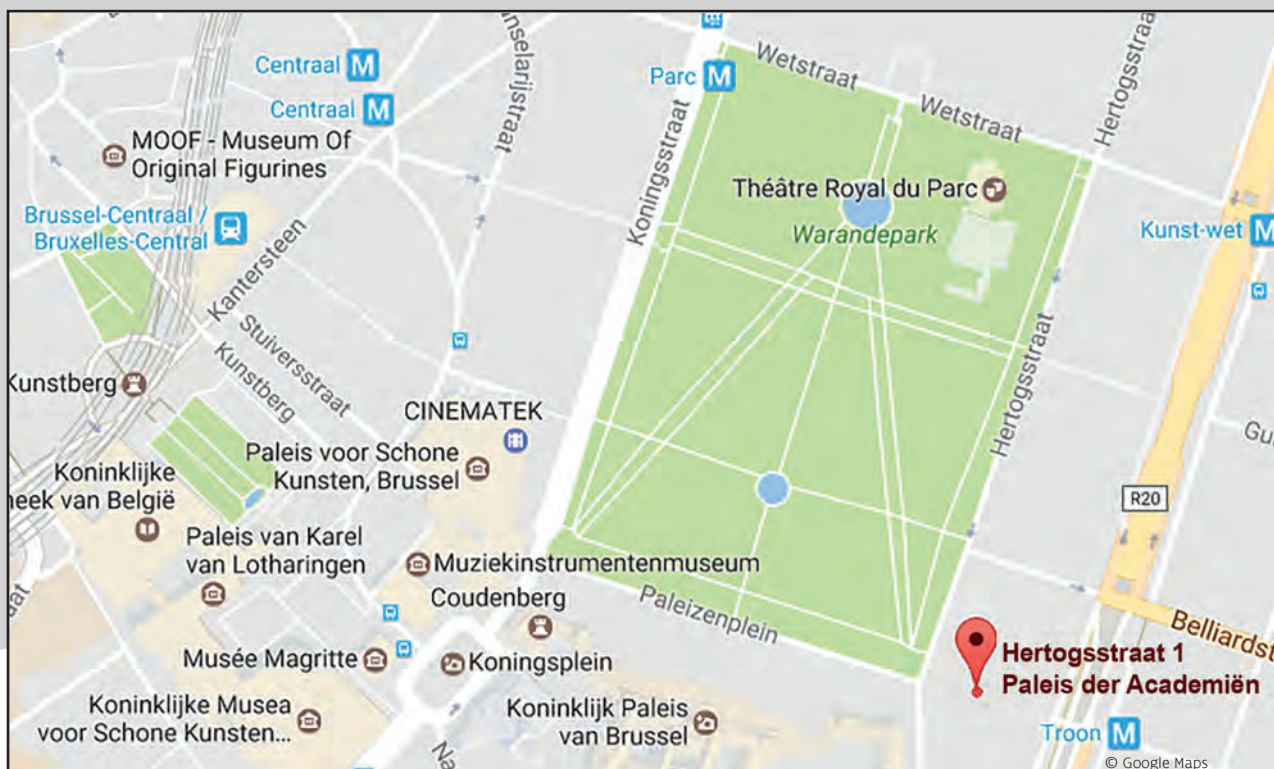 Wetstraat
Wetstraat
Hertogsstraat
Centraal M
Centraal M
Parc M
MOOF - Museum Of
Original Figurines
Koningsstraat
Théâtre Royal du Parc
Warandepark
Brussel-Centraal /
Bruxelles-Central
Kunst-wet M
Kantersteen
Stuiversstraat
Kunstberg
Hertogsstraat
Hertogsstraat
Kunstberg
CINEMATEK
Paleis voor Schone
Kunsten, Brussel
Koninklijke
heek van België
R20
Paleis van Karel
van Lotharingen
Muziekinstrumentenmuseum
Coudenberg
Paleizenplein
Belliardst
Musée Magritte
Koningsplein
Hertogsstraat 1
Paleis der Academiën
Koninklijke Musea
voor Schone Kunsten...
Koninklijk Paleis
van Brussel
Troon M
© Google Maps